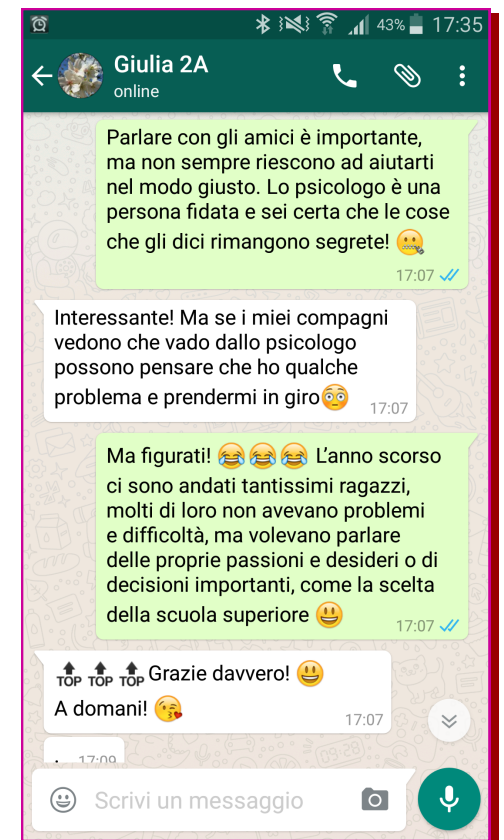 43% 17:35
Giulia 2A
online
Parlare con gli amici è importante,
ma non sempre riescono ad aiutarti
nel modo giusto. Lo psicologo è una
persona fidata e sei certa che le cose
che gli dici rimangono segrete! 🤐
17:07
Interessante! Ma se i miei compagni
vedono che vado dallo psicologo
possono pensare che ho qualche
problema e prendermi in giro😳
17:07
Ma figurati! 😂😂😂 L’anno scorso
ci sono andati tantissimi ragazzi,
molti di loro non avevano problemi
e difficoltà, ma volevano parlare
delle proprie passioni e desideri o di
decisioni importanti, come la scelta
della scuola superiore 😃
17:07
🔝🔝🔝Grazie davvero! 😃
A domani! 😘
17:07
17:09
Scrivi un messaggio